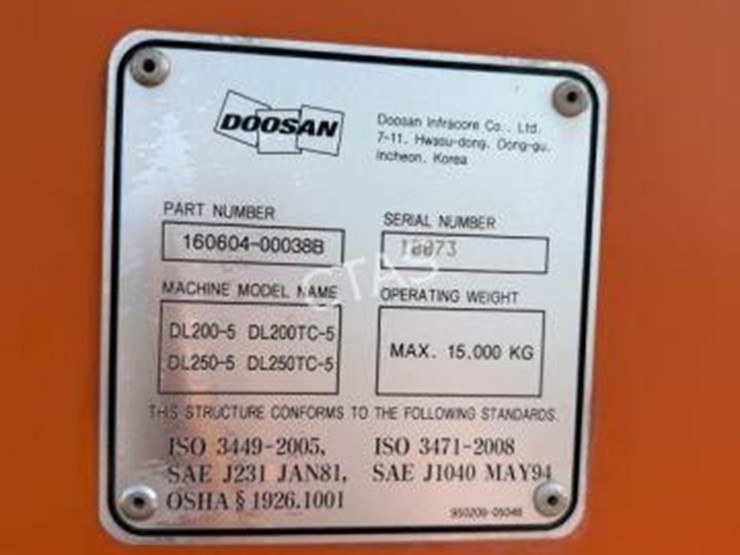 DOOSAN
Doosan Infracore Co., Ltd.
7-11, Hwasu-dong, Dong-gu,
Incheon, Korea
PART NUMBER
160604-00038B
SERIAL NUMBER
10073
MACHINE MODEL NAME
DL200-5 DL200TC-5
DL250-5 DL250TC-5
OPERATING WEIGHT
MAX. 15.000 KG
CTAS
THIS STRUCTURE CONFORMS TO THE FOLLOWING STANDARDS.
ISO 3449-2005, ISO 3471-2008
SAE J231 JAN81, SAE J1040 MAY94
OSHA § 1926.1001
950209-05046